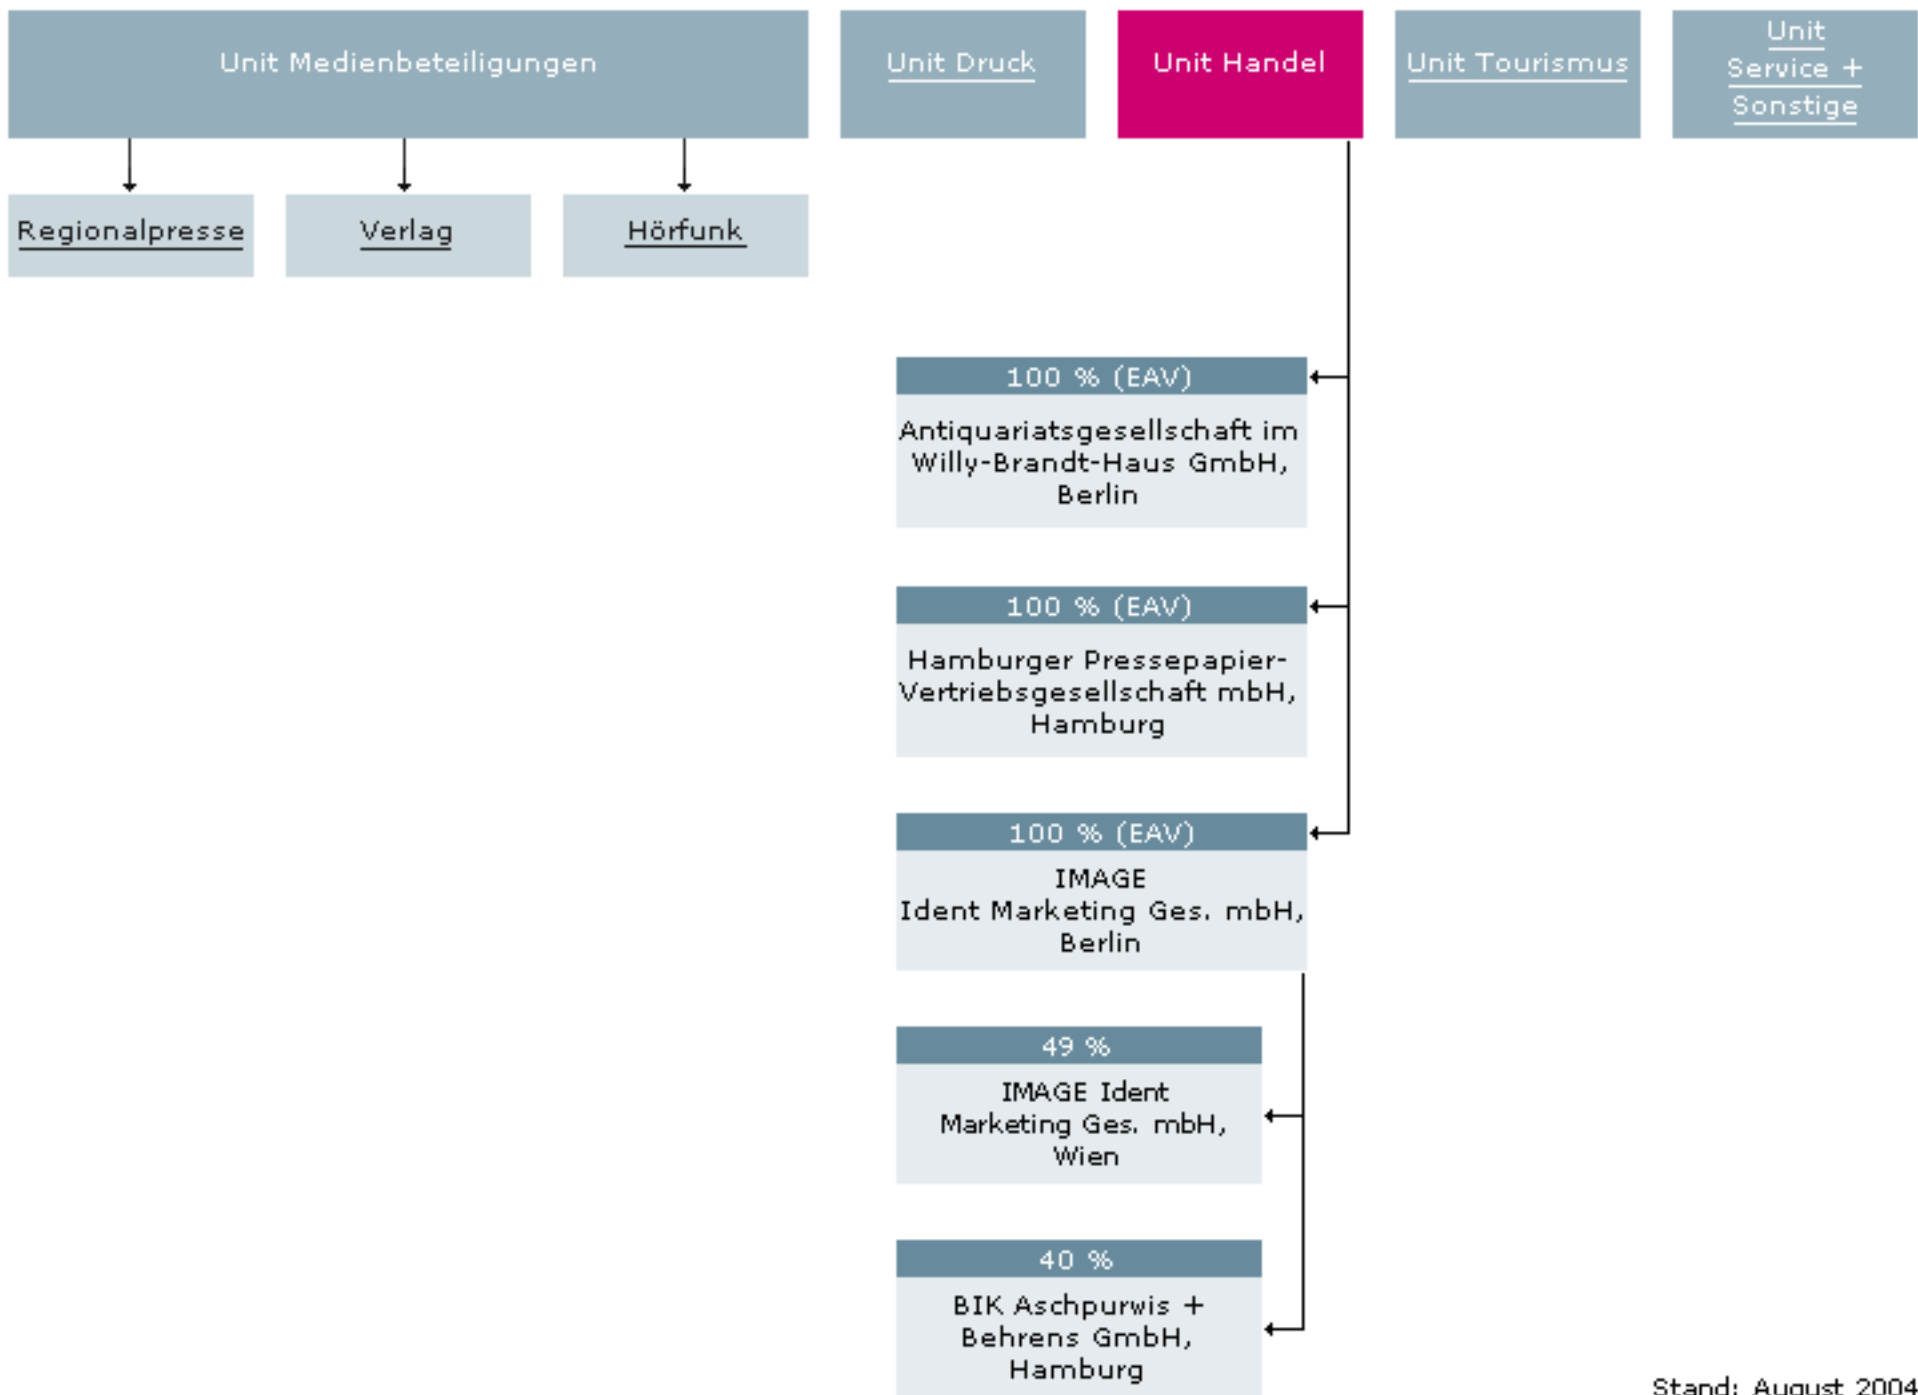 Unit Medienbeteiligungen
Unit Druck
Unit Handel
Unit Tourismus
Unit
Service +
Sonstige
Regionalpresse
Verlag
Hörfunk
100 % (EAV)
Antiquariatsgesellschaft im
Willy-Brandt-Haus GmbH,
Berlin
100 % (EAV)
Hamburger Pressepapier-
Vertriebsgesellschaft mbH,
Hamburg
100 % (EAV)
IMAGE
Ident Marketing Ges. mbH,
Berlin
49 %
IMAGE Ident
Marketing Ges. mbH,
Wien
40 %
BIK Aschpurwis +
Behrens GmbH,
Hamburg
Stand: August 2004